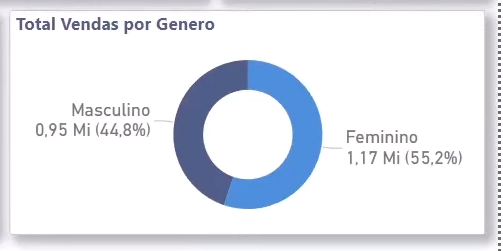 Total Vendas por Genero
Masculino
0,95 Mi (44,8%)
Feminino
1,17 Mi (55,2%)